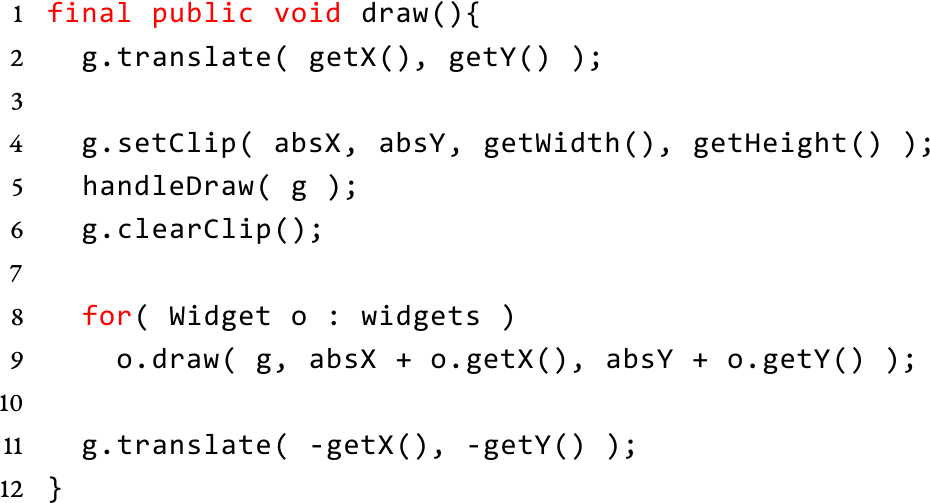 1 final public void draw(){
2   g.translate( getX(), getY() );
3
4   g.setClip( absX, absY, getWidth(), getHeight() );
5   handleDraw( g );
6   g.clearClip();
7
8   for( Widget o : widgets )
9     o.draw( g, absX + o.getX(), absY + o.getY() );
10
11   g.translate( -getX(), -getY() );
12 }